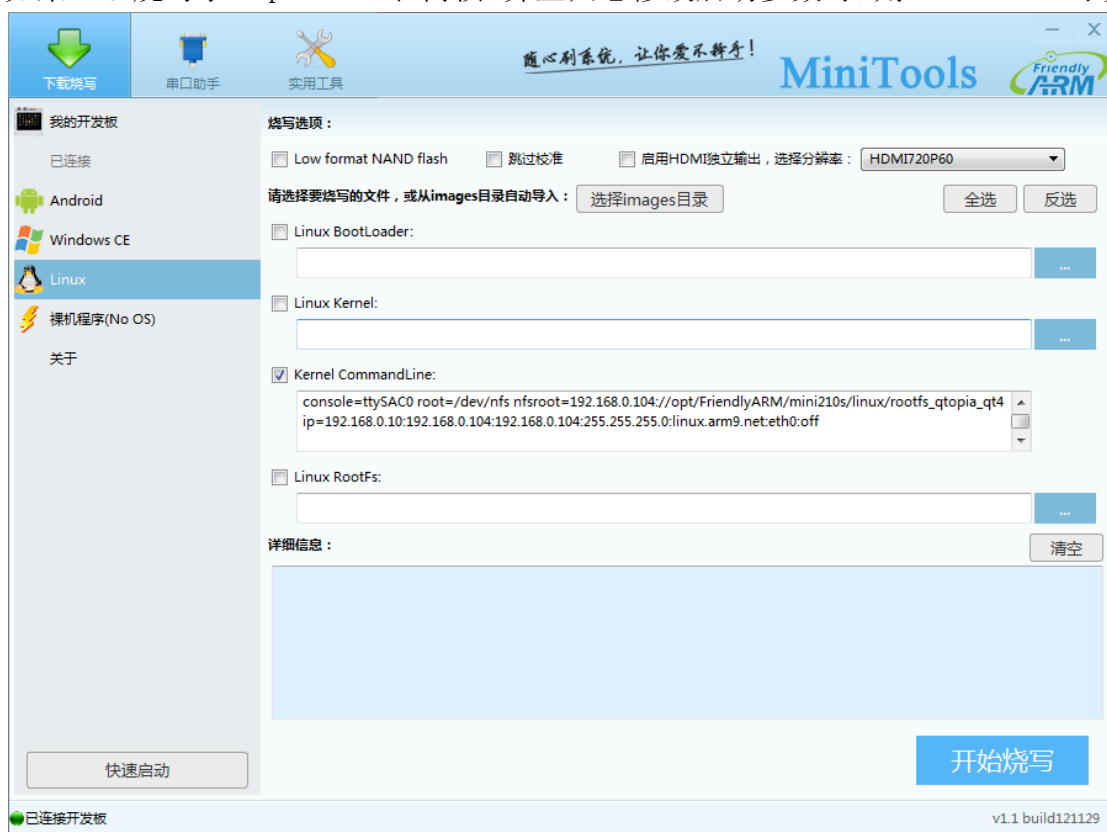 随心刷系统, 让你爱不释手!
MiniTools
Friendly ARM
下载烧写
串口助手
实用工具
我的开发板
已连接
Android
Windows CE
Linux
裸机程序(No OS)
关于
快速启动
烧写选项:
Low format NAND flash 跳过校准 启用HDMI独立输出,选择分辨率: HDMI720P60
请选择要烧写的文件,或从images目录自动导入: 选择images目录 全选 反选
Linux BootLoader:
...
Linux Kernel:
...
Kernel CommandLine:
console=ttySAC0 root=/dev/nfs nfsroot=192.168.0.104://opt/FriendlyARM/mini210s/linux/rootfs_qtopia_qt4
ip=192.168.0.10:192.168.0.104:192.168.0.104:255.255.255.0:linux.arm9.net:eth0:off
Linux RootFs:
...
详细信息: 清空
开始烧写
已连接开发板 v1.1 build121129